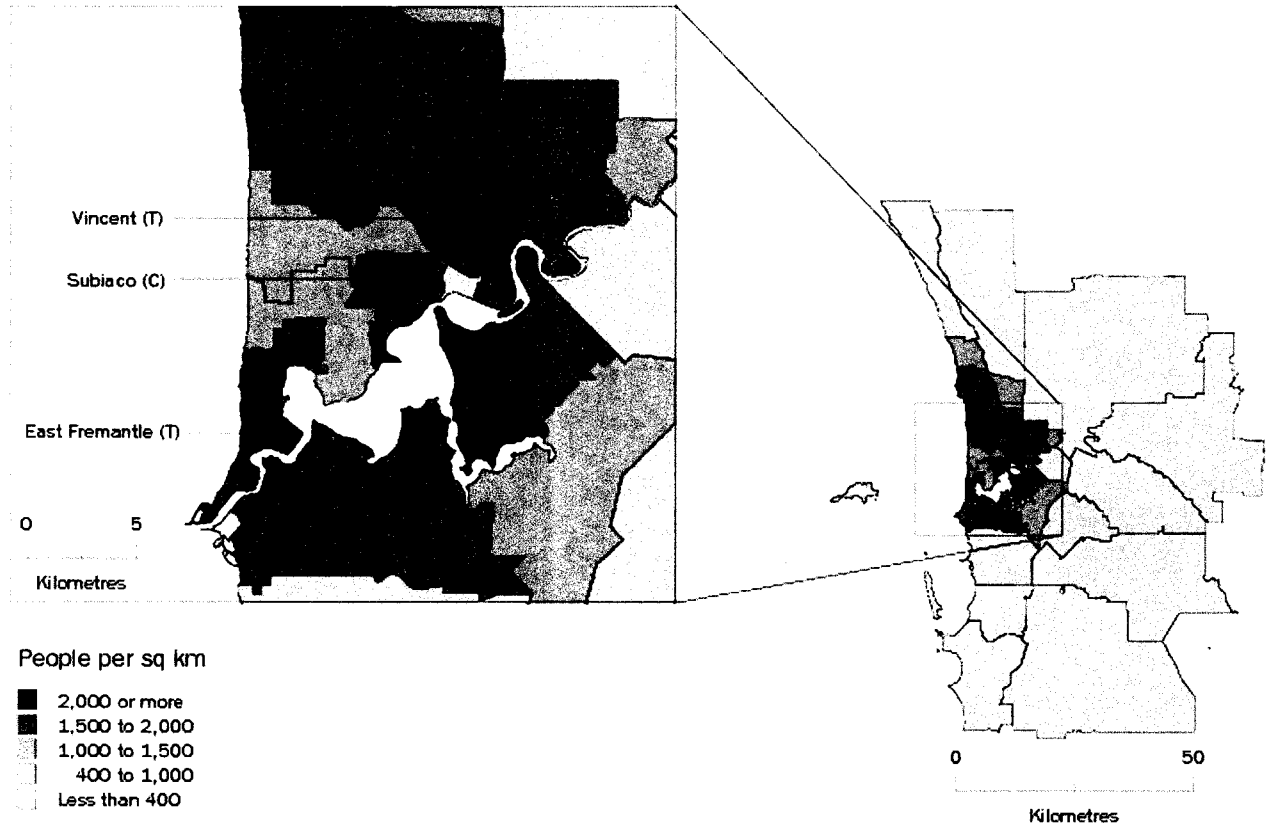 Vincent (T)
Subiaco (C)
East Fremantle (T)
0 5
Kilometres
People per sq km
2,000 or more
1,500 to 2,000
1,000 to 1,500
400 to 1,000
Less than 400
0 50
Kilometres